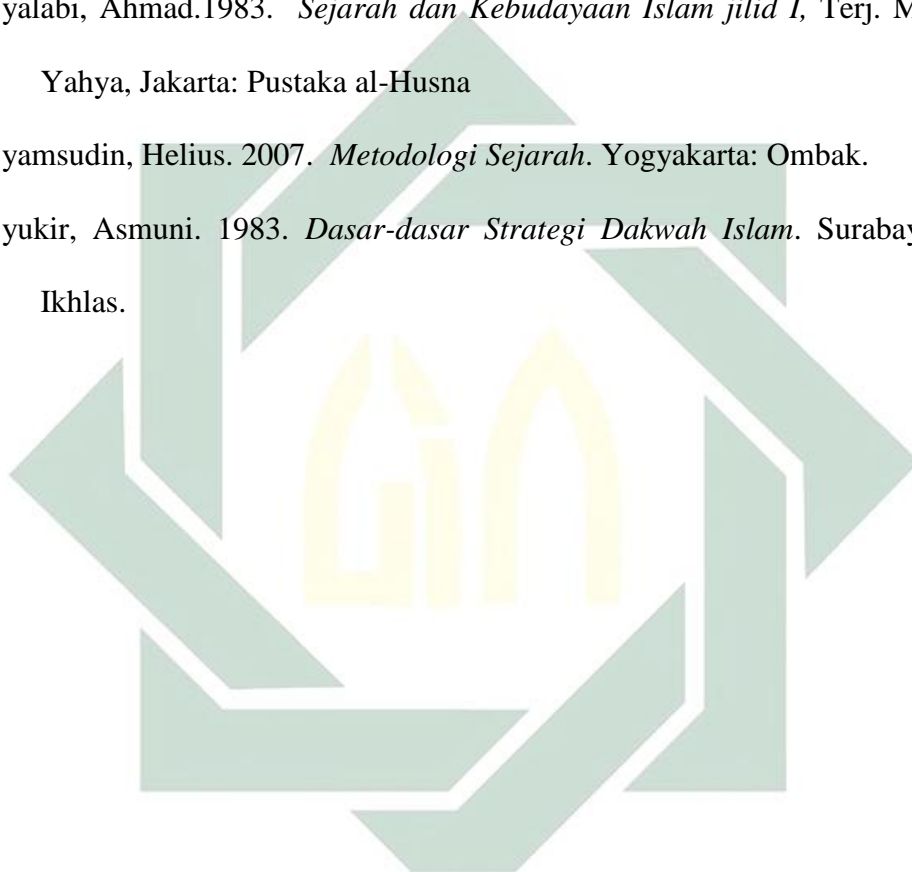 yalabi, Ahmad.1983. Sejarah dan Kebudayaan Islam jilid I, Terj. M
Yahya, Jakarta: Pustaka al-Husna
yamsudin, Helius. 2007. Metodologi Sejarah. Yogyakarta: Ombak.
yukir, Asmuni. 1983. Dasar-dasar Strategi Dakwah Islam. Surabay
Ikhlas.